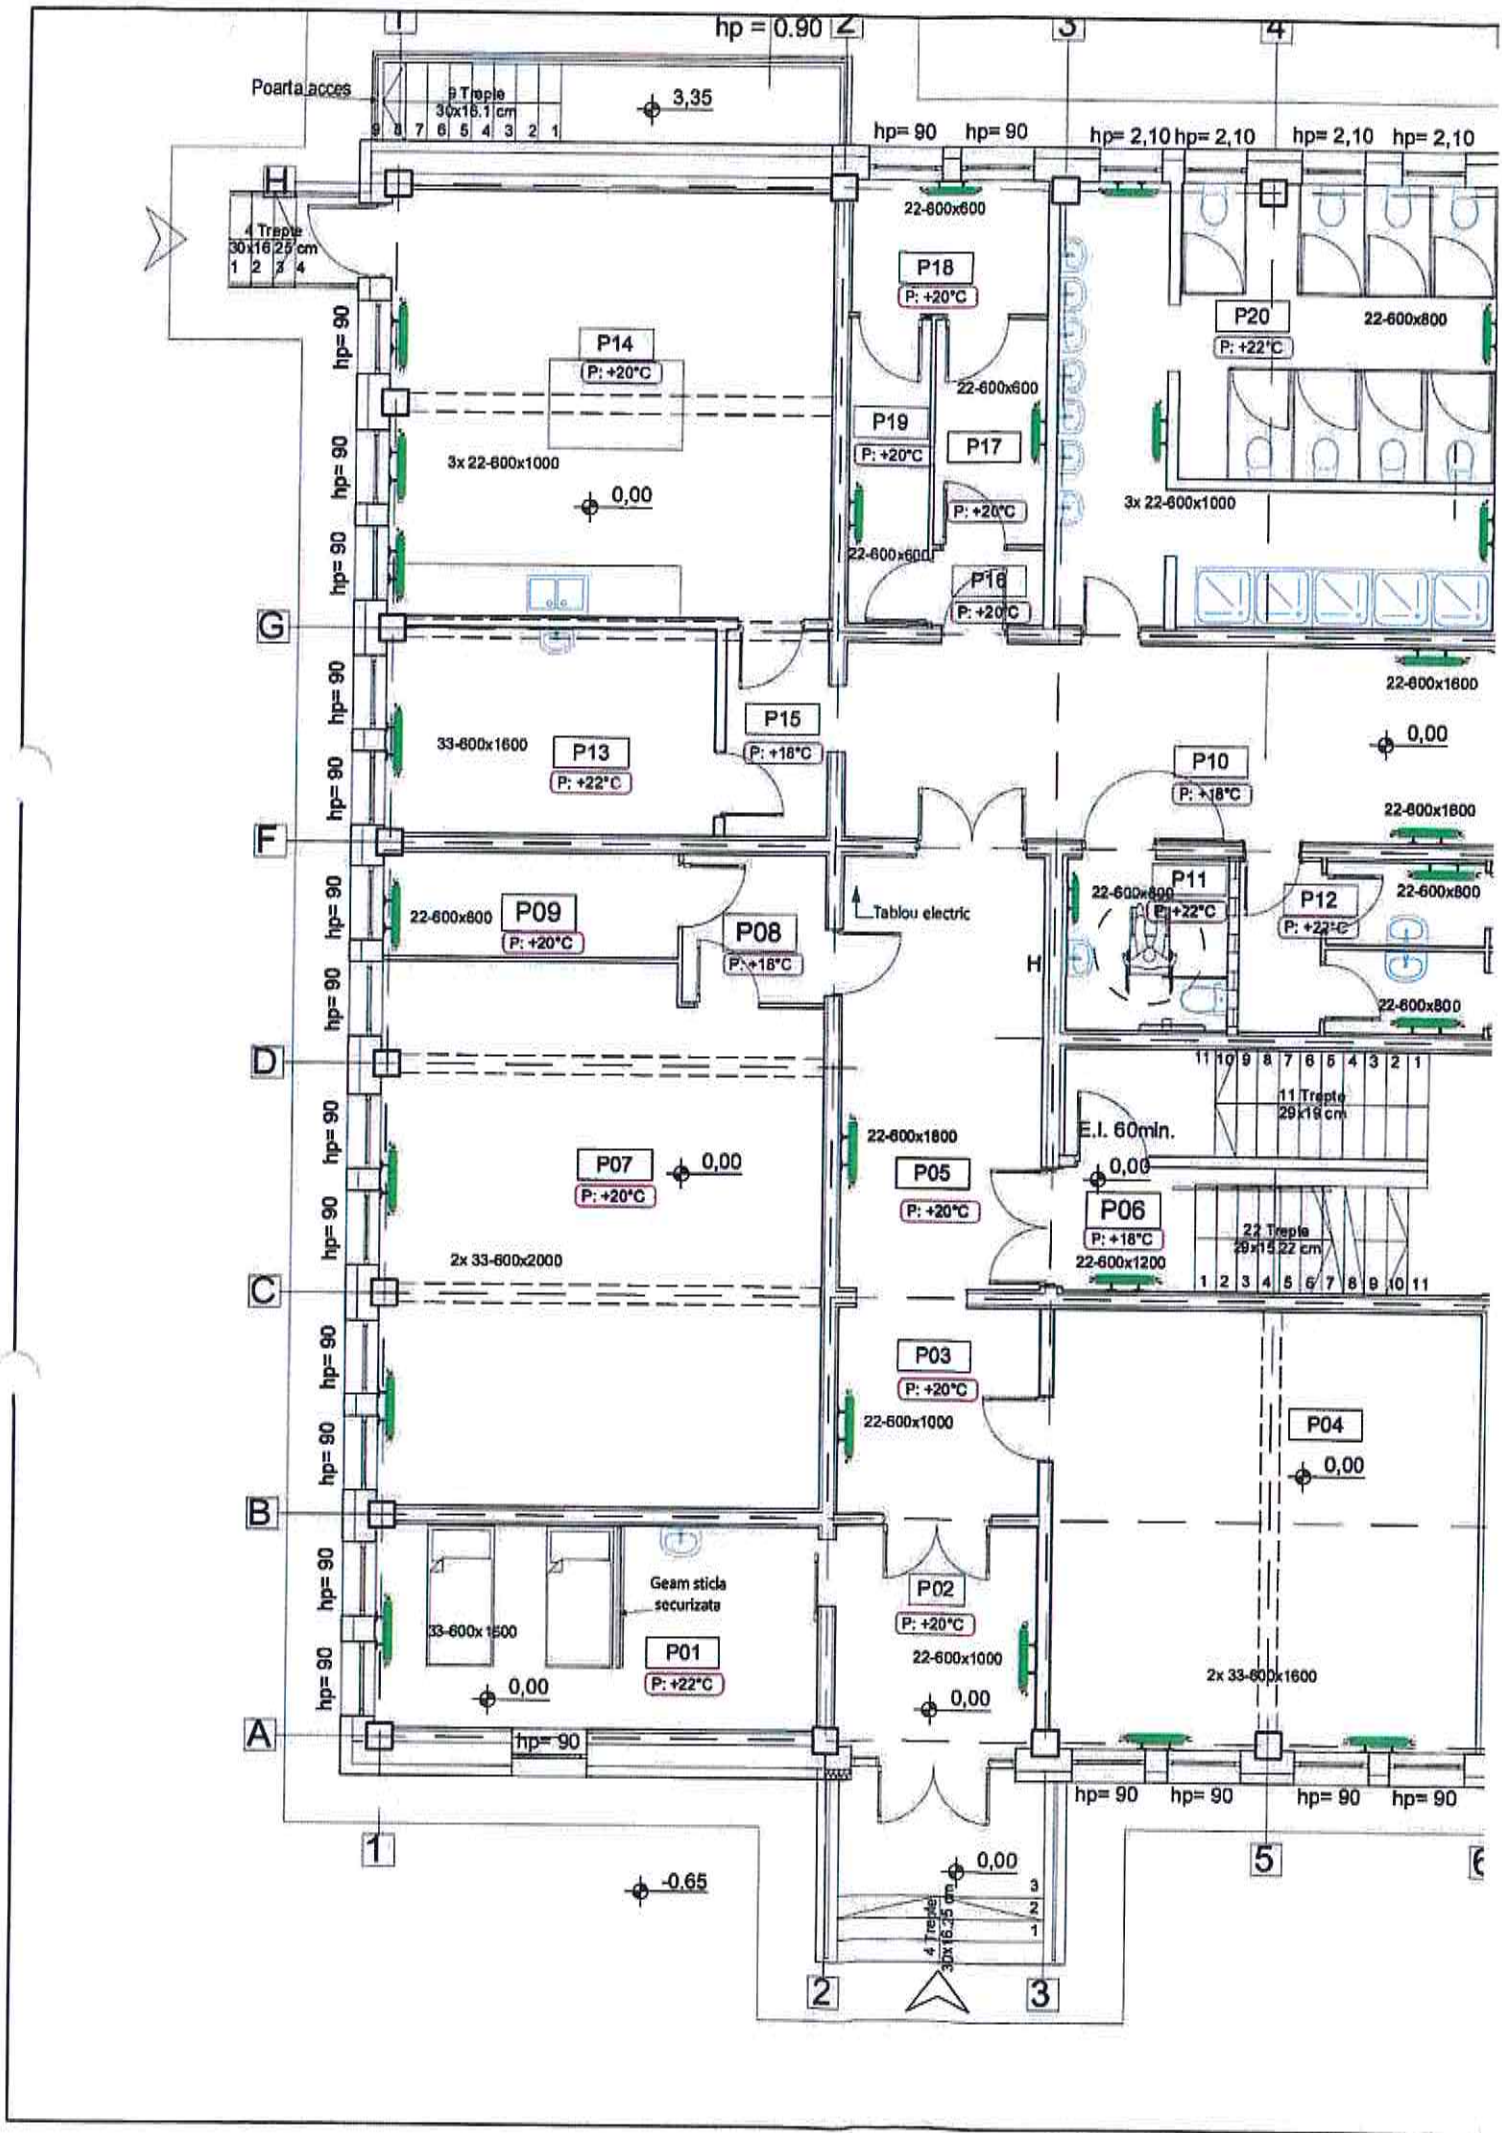 1
hp = 0.90
2
3
4
Poarta acces
9 Trepte
30x16.1 cm
9 8 7 6 5 4 3 2 1
3,35
hp= 90
hp= 90
hp= 2,10
hp= 2,10
hp= 2,10
hp= 2,10
H
4 Trepte
30x16.25 cm
1 2 3 4
22-600x600
P18
P: +20°C
P20
P: +22°C
22-600x800
hp= 90
P14
P: +20°C
22-600x600
P19
P: +20°C
P17
P: +20°C
hp= 90
3x 22-600x1000
0,00
3x 22-600x1000
hp= 90
22-600x600
P16
P: +20°C
G
22-600x1600
hp= 90
33-600x1600
P13
P: +22°C
P15
P: +18°C
0,00
P10
P: +18°C
hp= 90
22-600x1600
F
hp= 90
22-600x800
P09
P: +20°C
P08
P: +18°C
Tablou electric
22-600x800
P11
P: +22°C
P12
P: +22°C
22-600x800
H
hp= 90
22-600x800
D
11 10 9 8 7 6 5 4 3 2 1
11 Trepte
29x19 cm
hp= 90
22-600x1800
E.I. 60min.
P07
P: +20°C
0,00
P05
P: +20°C
0,00
P06
P: +18°C
22-600x1200
22 Trepte
29x15.22 cm
hp= 90
2x 33-600x2000
1 2 3 4 5 6 7 8 9 10 11
C
hp= 90
P03
P: +20°C
22-600x1000
P04
0,00
hp= 90
B
hp= 90
Geam sticla
securizata
P02
P: +20°C
33-600x1600
P01
P: +22°C
22-600x1000
hp= 90
0,00
0,00
2x 33-600x1600
A
hp= 90
hp= 90
hp= 90
hp= 90
hp= 90
1
5
6
-0.65
0,00
3
2
1
4 Trepte
30x16.25 cm
2
3